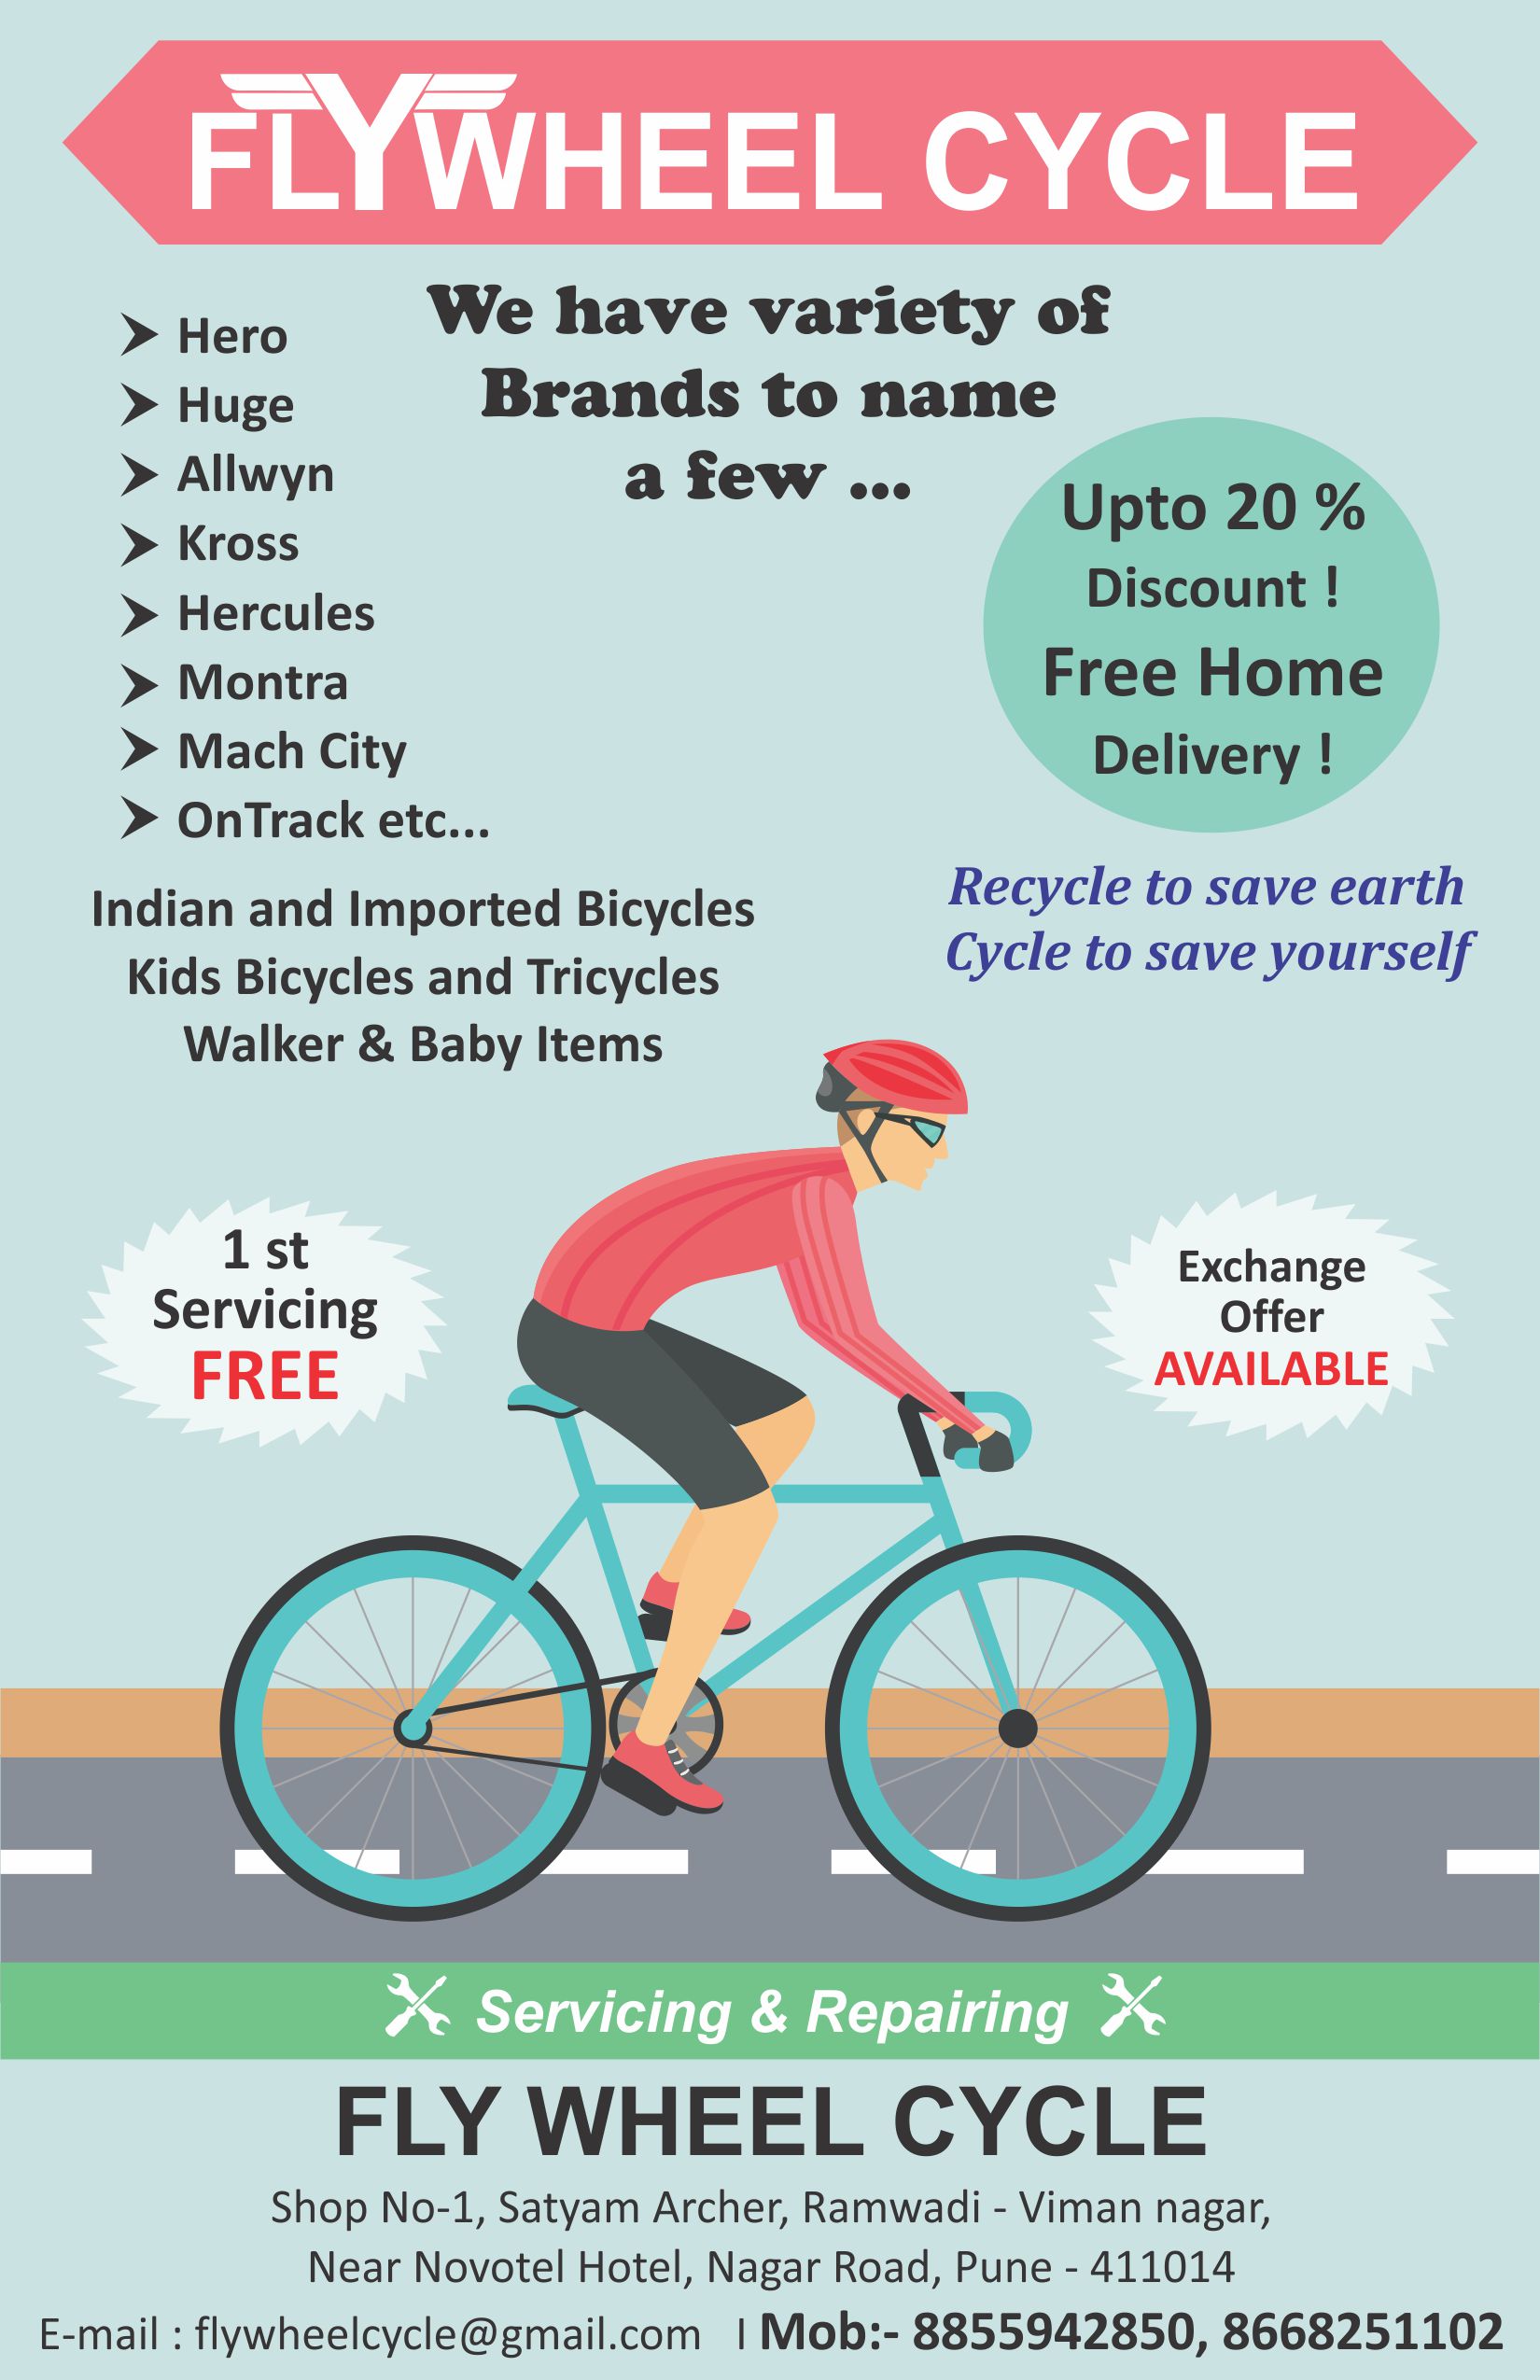 FLYWHEEL CYCLE
We have variety of
Brands to name
a few ...
Hero
Huge
Allwyn
Kross
Hercules
Montra
Mach City
OnTrack etc...
Upto 20 %
Discount !
Free Home
Delivery !
Recycle to save earth
Cycle to save yourself
Indian and Imported Bicycles
Kids Bicycles and Tricycles
Walker & Baby Items
1 st
Servicing
FREE
Exchange
Offer
AVAILABLE
Servicing & Repairing
FLY WHEEL CYCLE
Shop No-1, Satyam Archer, Ramwadi - Viman nagar,
Near Novotel Hotel, Nagar Road, Pune - 411014
E-mail : flywheelcycle@gmail.com I Mob:- 8855942850, 8668251102